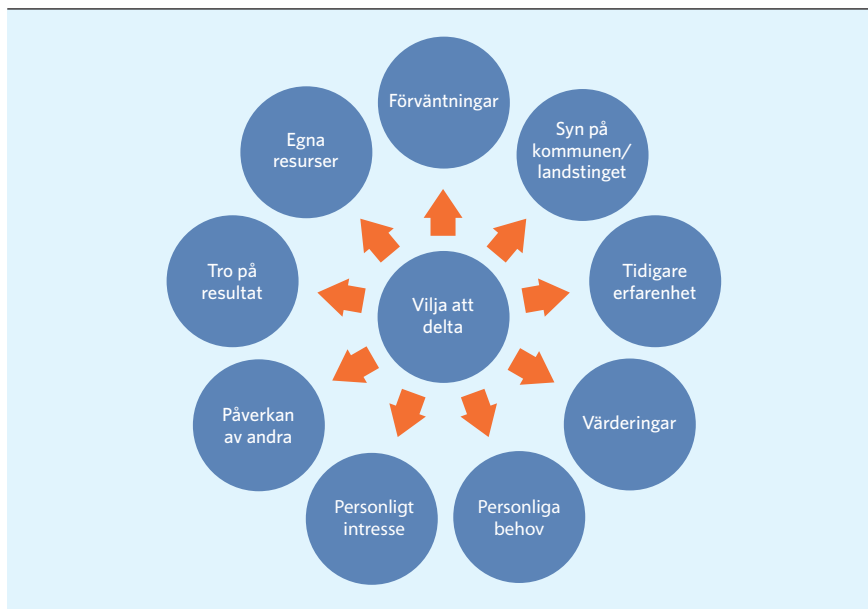 Förväntningar
Syn på
kommunen/
landstinget
Tidigare
erfarenhet
Värderingar
Personliga
behov
Personligt
intresse
Påverkan
av andra
Tro på
resultat
Egna
resurser
Vilja att
delta